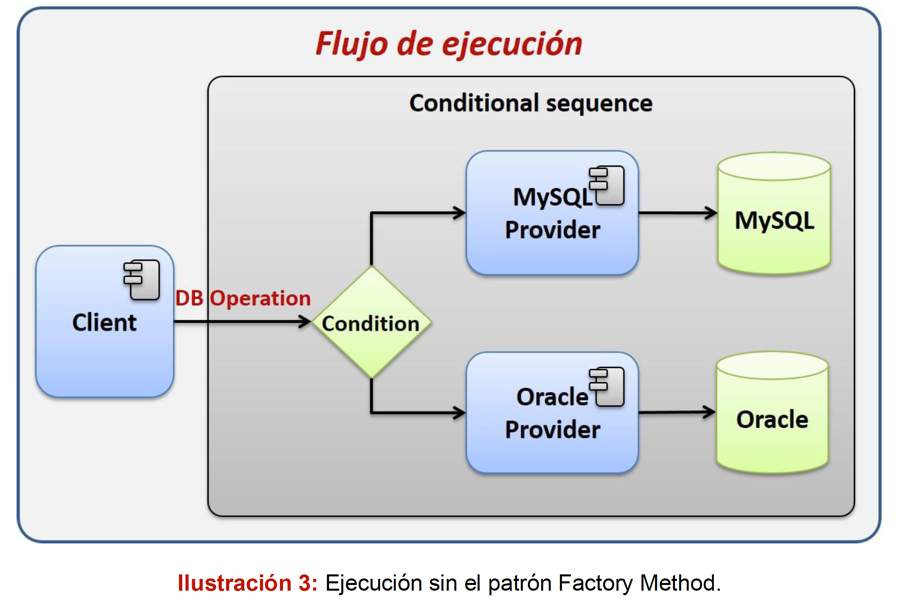 Flujo de ejecución
Conditional sequence
MySQL
Provider
MySQL
Client
DB Operation
Condition
Oracle
Provider
Oracle
Ilustración 3: Ejecución sin el patrón Factory Method.